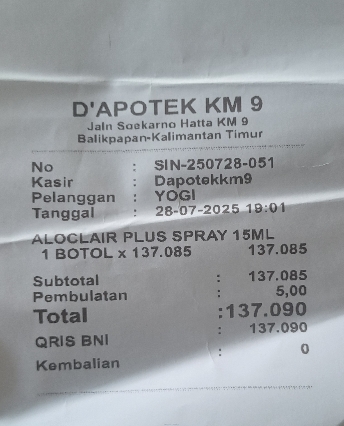 D'APOTEK KM 9
Jaln Soekarno Hatta KM 9
Balikpapan-Kalimantan Timur
No : SIN-250728-051
Kasir : Dapotekkm9
Pelanggan : YOGI
Tanggal : 28-07-2025 19:01
ALOCLAIR PLUS SPRAY 15ML
1 BOTOL x 137.085 137.085
Subtotal : 137.085
Pembulatan : 5,00
Total :137.090
QRIS BNI : 137.090
Kembalian : 0